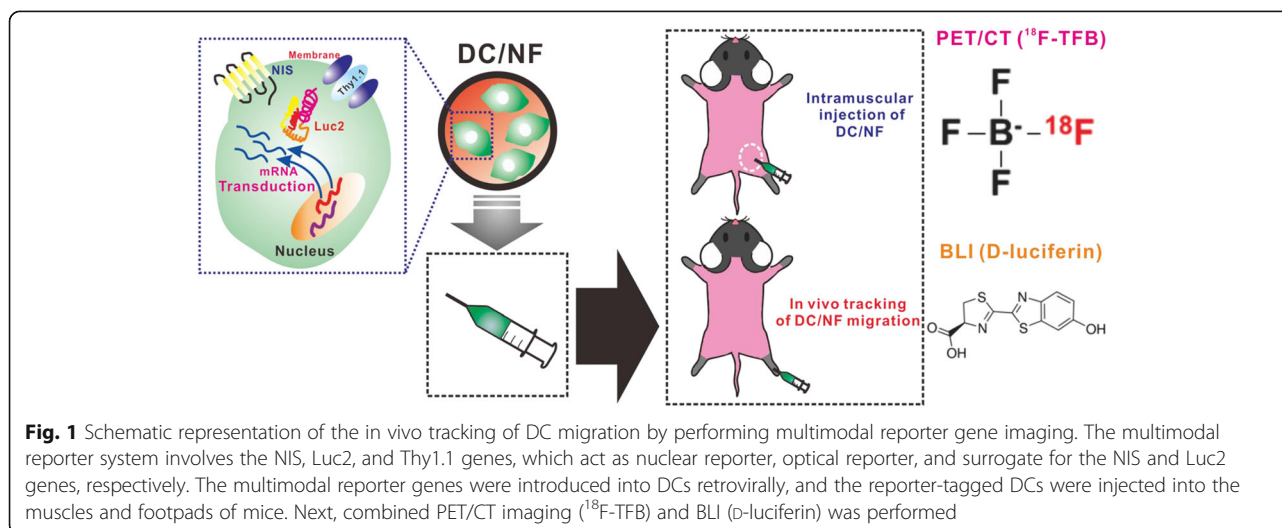 Membrane
NIS
Thy1.1
Luc2
mRNA
Transduction
Nucleus
DC/NF
Intramuscular
injection of
DC/NF
In vivo tracking
of DC/NF migration
PET/CT (¹⁸F-TFB)
F
F B⁻ ¹⁸F
F
BLI (D-luciferin)
S
N
N
S
O
OH
OH
Fig. 1 Schematic representation of the in vivo tracking of DC migration by performing multimodal reporter gene imaging. The multimodal
reporter system involves the NIS, Luc2, and Thy1.1 genes, which act as nuclear reporter, optical reporter, and surrogate for the NIS and Luc2
genes, respectively. The multimodal reporter genes were introduced into DCs retrovirally, and the reporter-tagged DCs were injected into the
muscles and footpads of mice. Next, combined PET/CT imaging (¹⁸F-TFB) and BLI (D-luciferin) was performed